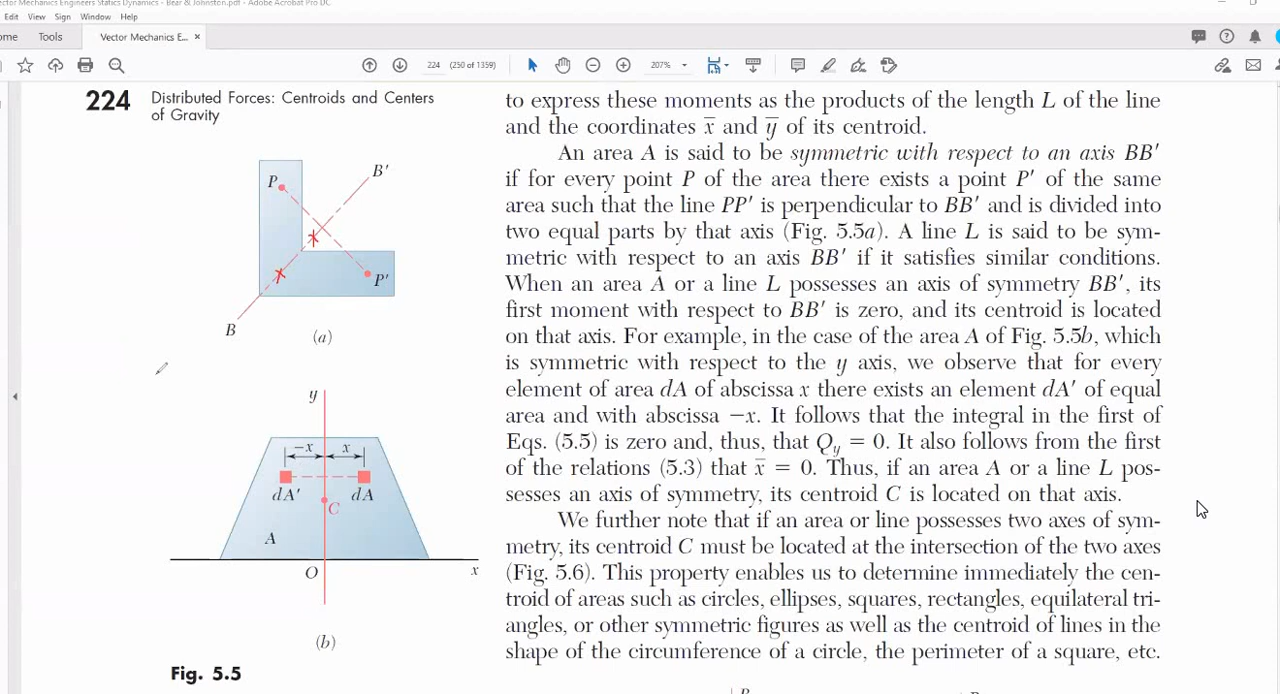 ector Mechanics Engineers Statics Dynamics - Bear & Johnston.pdf - Adobe Acrobat Pro DC
Edit View Sign Window Help
ome Tools Vector Mechanics E... ×
224 (250 of 1359) 207%
224 Distributed Forces: Centroids and Centers
of Gravity
P
B'
P'
B
(a)
y
–x x
dA' dA
C
A
O x
(b)
Fig. 5.5
to express these moments as the products of the length L of the line
and the coordinates x̄ and ȳ of its centroid.
An area A is said to be symmetric with respect to an axis BB'
if for every point P of the area there exists a point P' of the same
area such that the line PP' is perpendicular to BB' and is divided into
two equal parts by that axis (Fig. 5.5a). A line L is said to be sym-
metric with respect to an axis BB' if it satisfies similar conditions.
When an area A or a line L possesses an axis of symmetry BB', its
first moment with respect to BB' is zero, and its centroid is located
on that axis. For example, in the case of the area A of Fig. 5.5b, which
is symmetric with respect to the y axis, we observe that for every
element of area dA of abscissa x there exists an element dA' of equal
area and with abscissa –x. It follows that the integral in the first of
Eqs. (5.5) is zero and, thus, that Qy = 0. It also follows from the first
of the relations (5.3) that x̄ = 0. Thus, if an area A or a line L pos-
sesses an axis of symmetry, its centroid C is located on that axis.
We further note that if an area or line possesses two axes of sym-
metry, its centroid C must be located at the intersection of the two axes
(Fig. 5.6). This property enables us to determine immediately the cen-
troid of areas such as circles, ellipses, squares, rectangles, equilateral tri-
angles, or other symmetric figures as well as the centroid of lines in the
shape of the circumference of a circle, the perimeter of a square, etc.